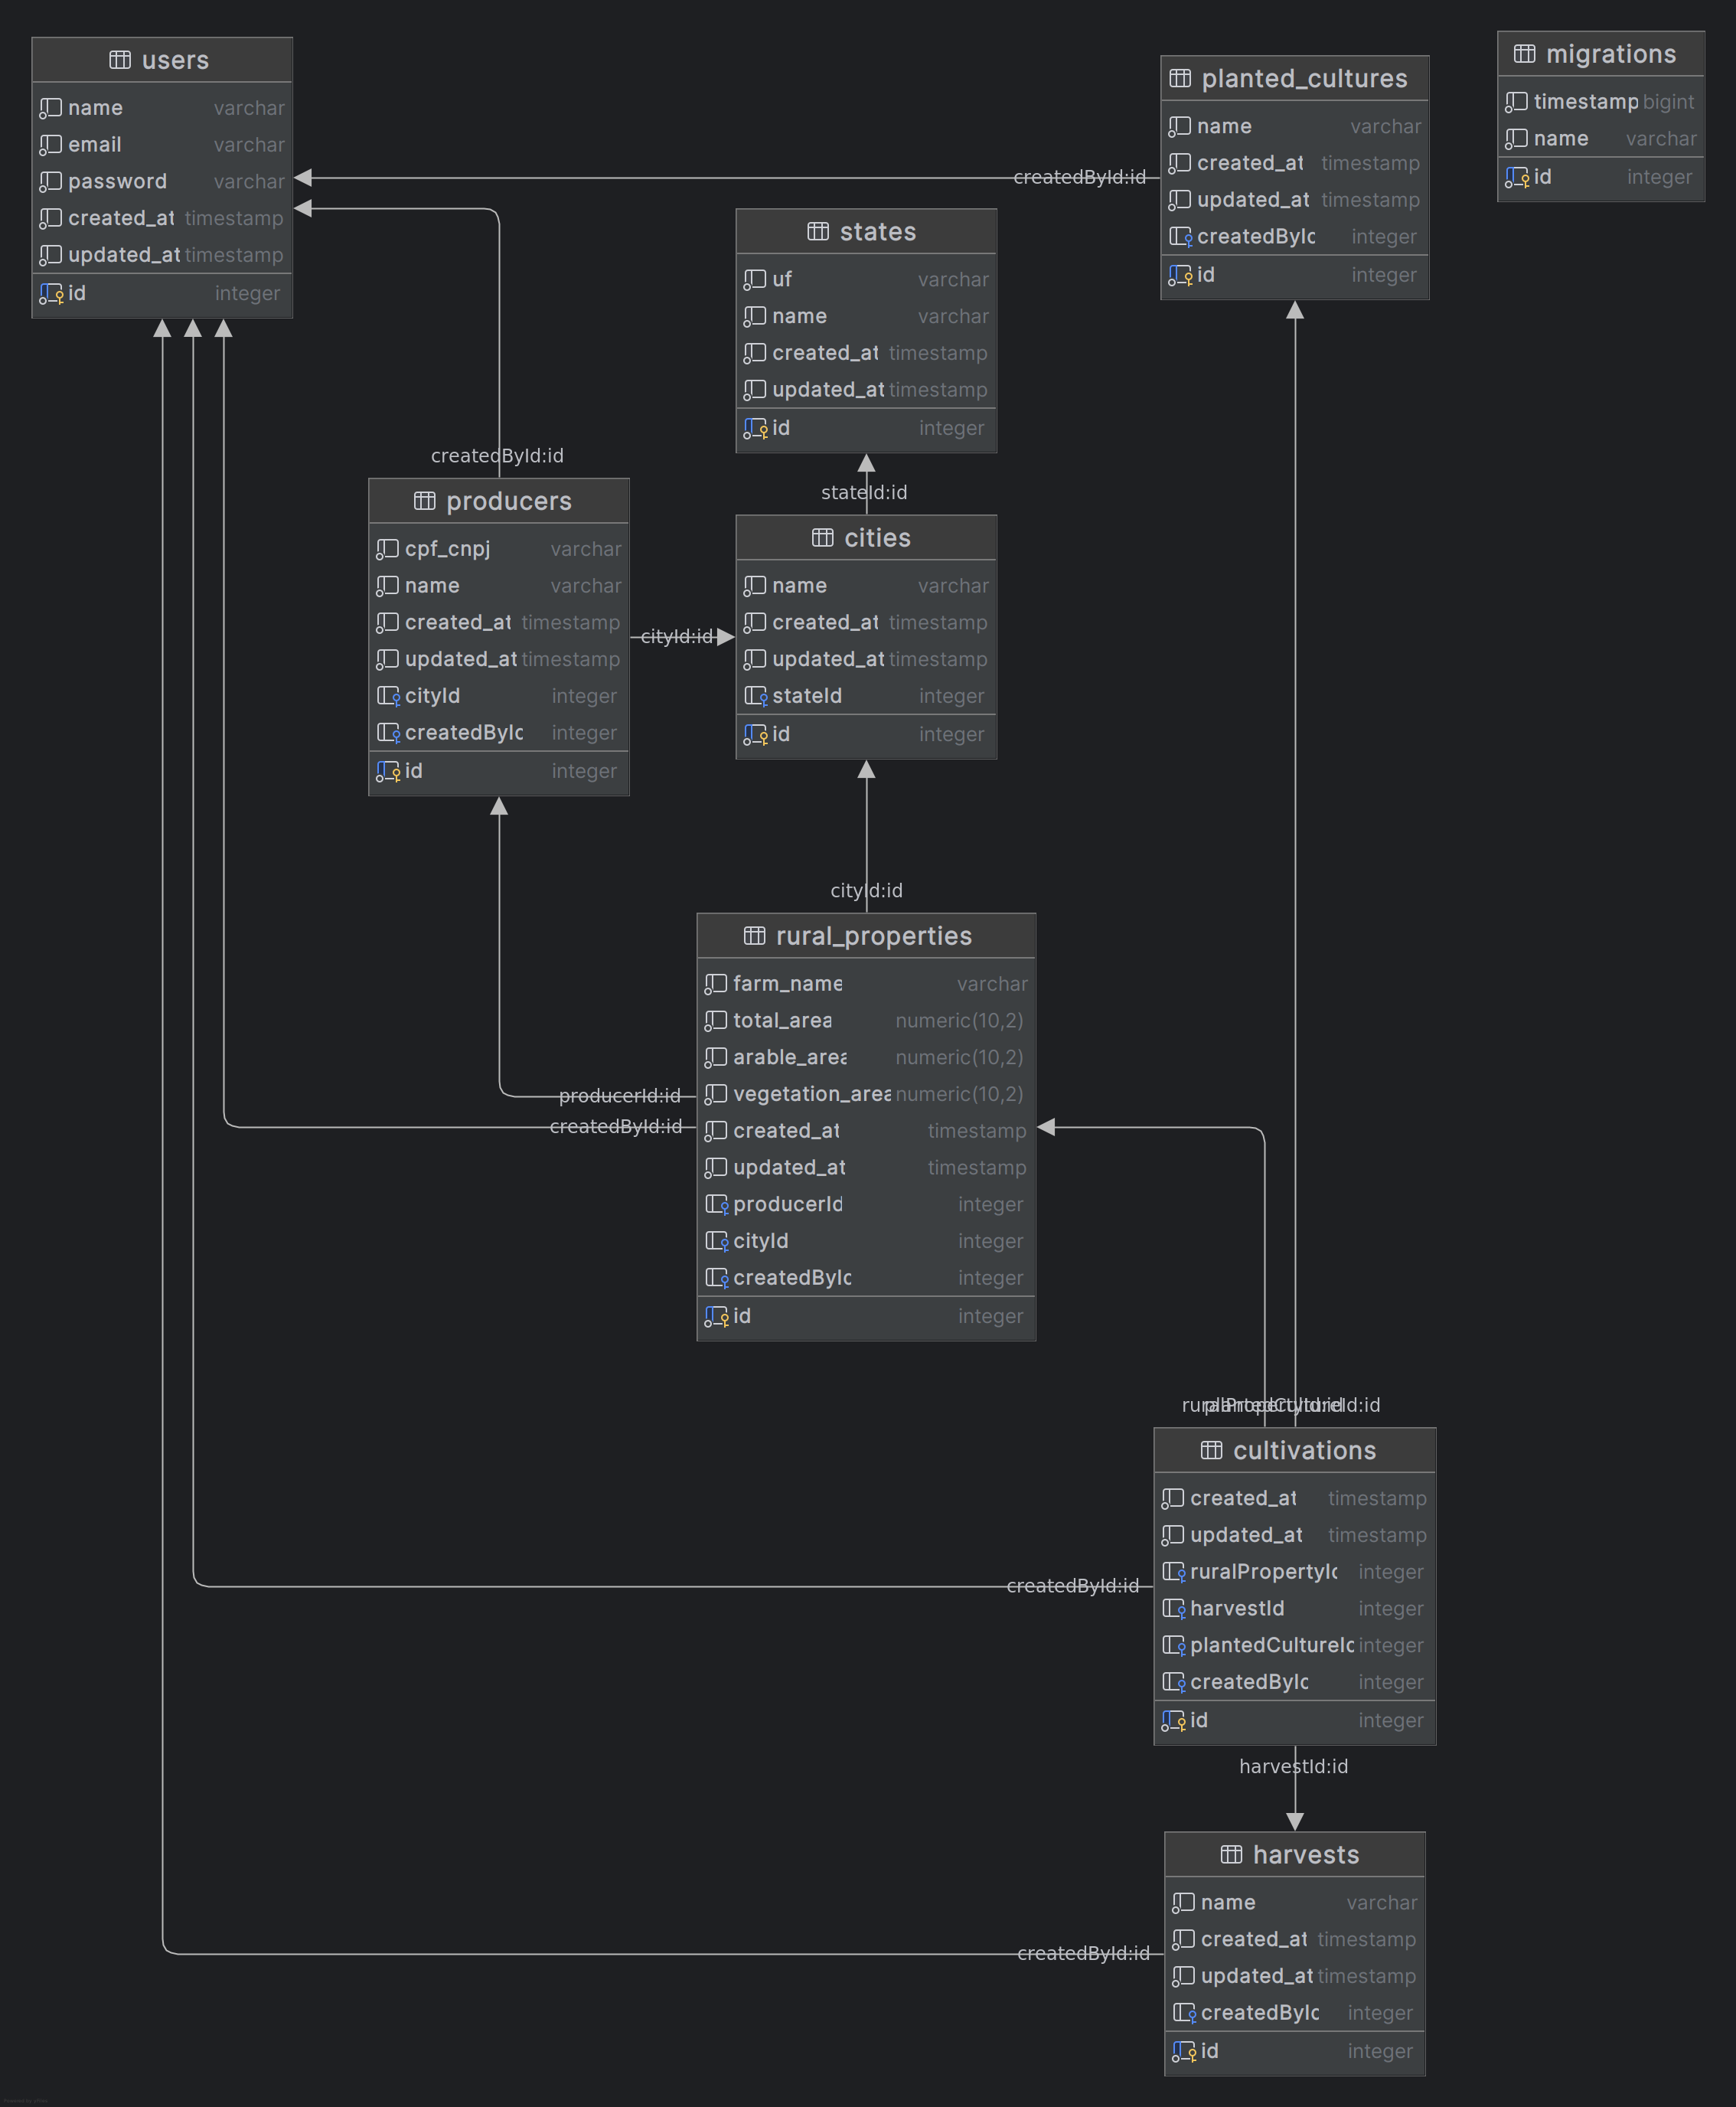 users
name varchar
email varchar
password varchar
created_at timestamp
updated_at timestamp
id integer
planted_cultures
name varchar
created_at timestamp
updated_at timestamp
createdById integer
id integer
migrations
timestamp bigint
name varchar
id integer
createdById:id
states
uf varchar
name varchar
created_at timestamp
updated_at timestamp
id integer
createdById:id
stateId:id
producers
cpf_cnpj varchar
name varchar
created_at timestamp
updated_at timestamp
cityId integer
createdById integer
id integer
cityId:id
cities
name varchar
created_at timestamp
updated_at timestamp
stateId integer
id integer
cityId:id
rural_properties
farm_name varchar
total_area numeric(10,2)
arable_area numeric(10,2)
vegetation_area numeric(10,2)
created_at timestamp
updated_at timestamp
producerId integer
cityId integer
createdById integer
id integer
producerId:id
createdById:id
ruralPropertyId:id
plantedCultureId:id
cultivations
created_at timestamp
updated_at timestamp
ruralPropertyId integer
harvestId integer
plantedCultureId integer
createdById integer
id integer
createdById:id
harvestId:id
harvests
name varchar
created_at timestamp
updated_at timestamp
createdById integer
id integer
createdById:id